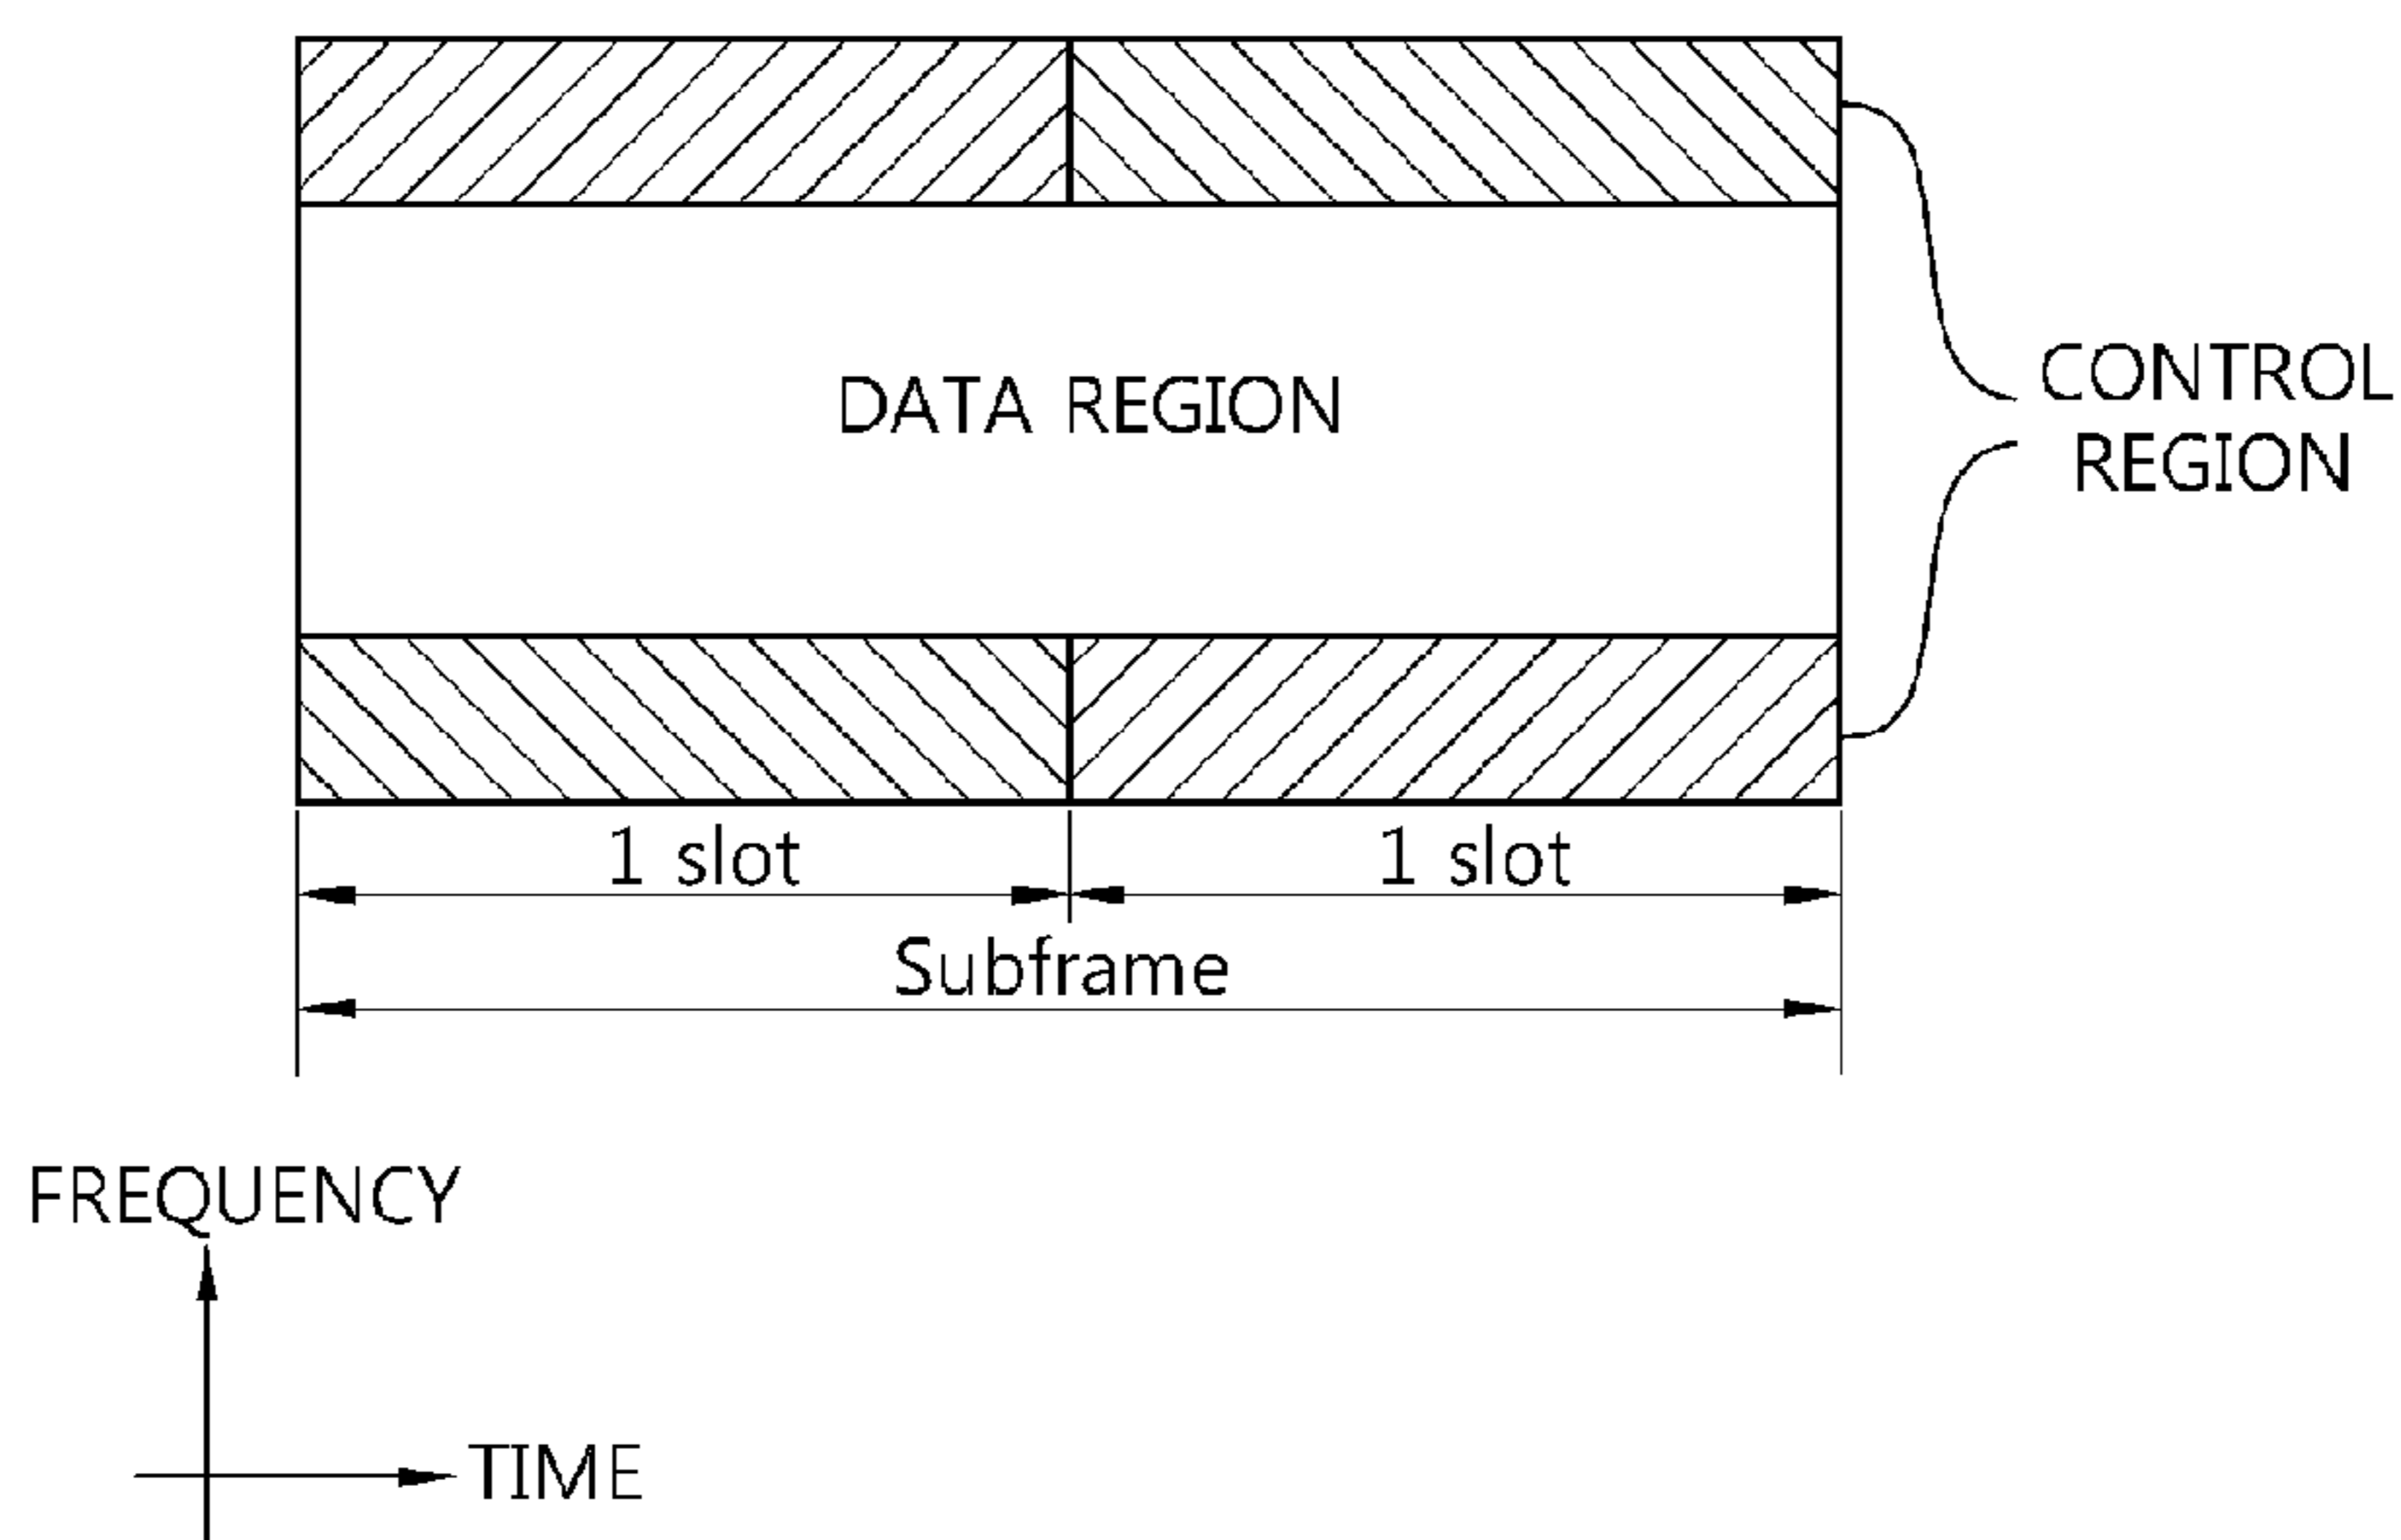 DATA REGION
CONTROL
REGION
1 slot
1 slot
Subframe
FREQUENCY
TIME